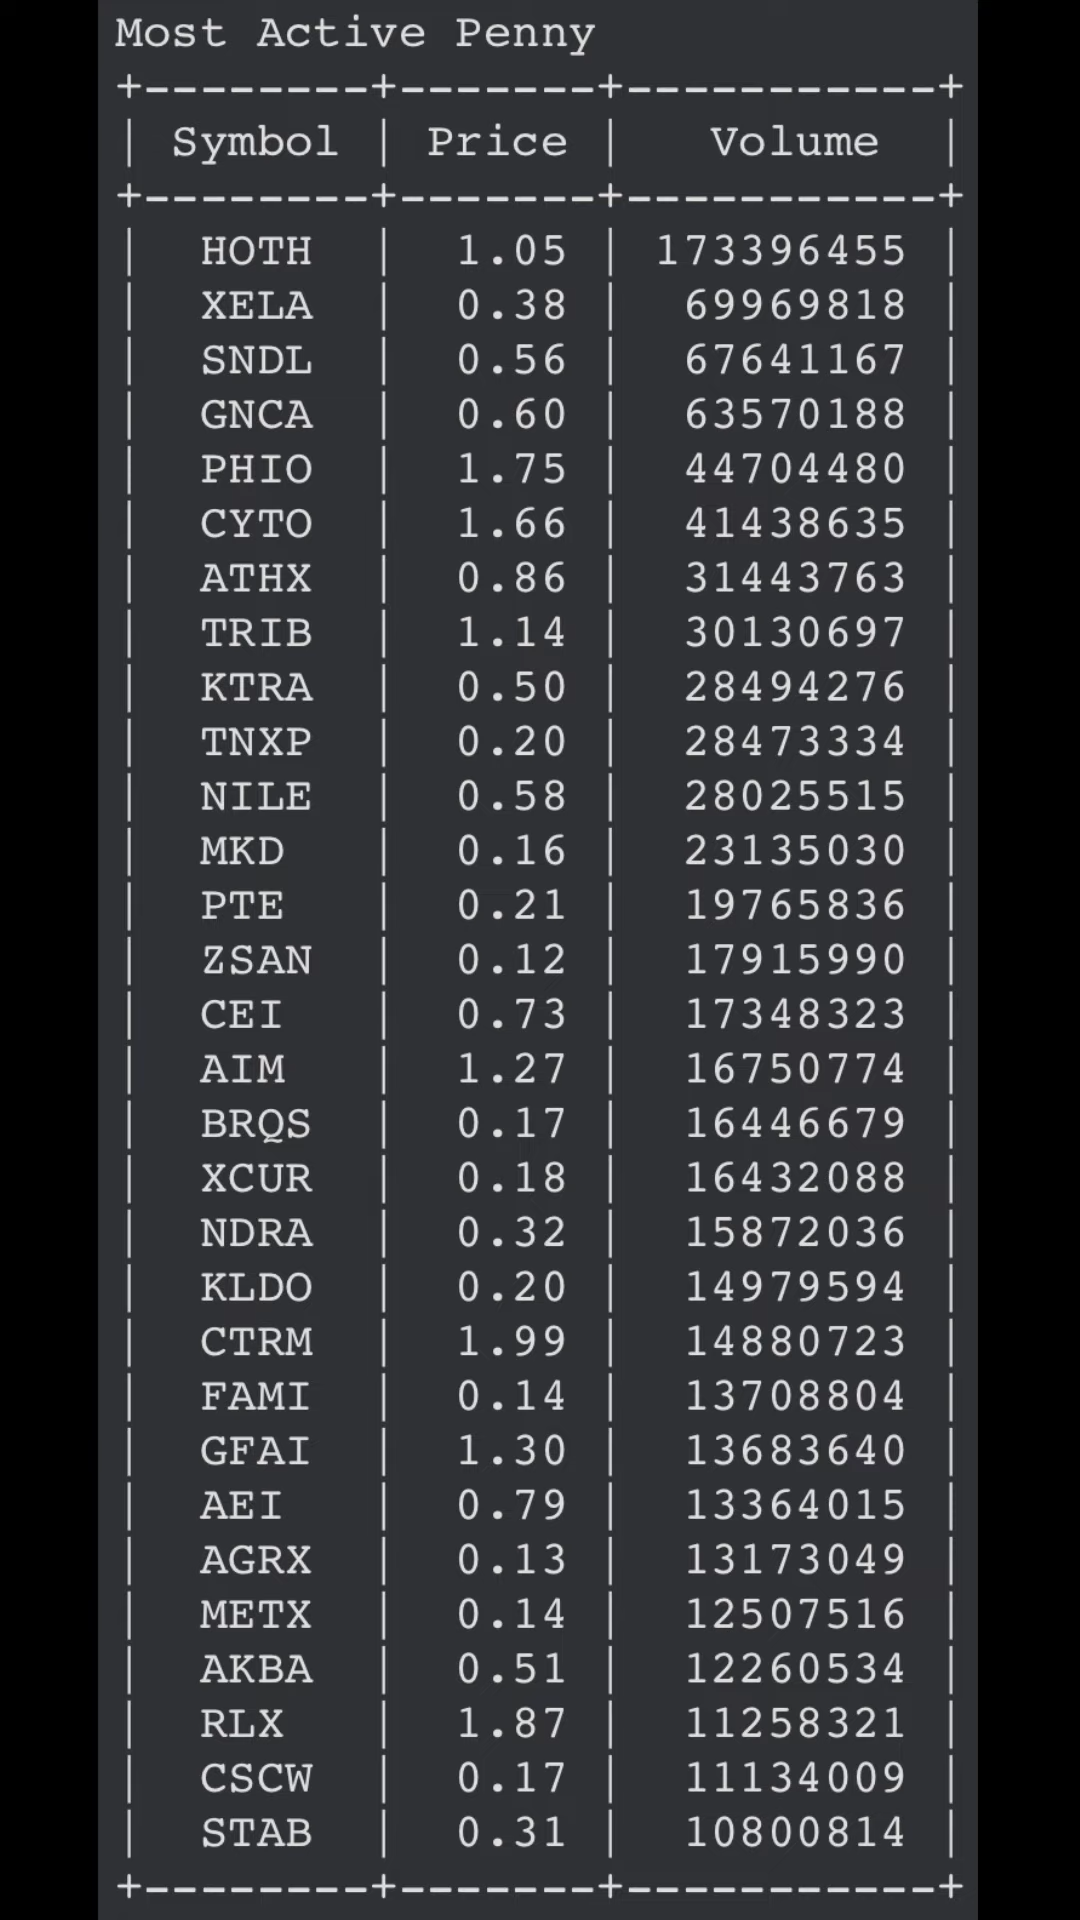 Most Active Penny
+--------+-------+-----------+
| Symbol | Price |   Volume  |
+--------+-------+-----------+
|  HOTH  |  1.05 | 173396455 |
|  XELA  |  0.38 |  69969818 |
|  SNDL  |  0.56 |  67641167 |
|  GNCA  |  0.60 |  63570188 |
|  PHIO  |  1.75 |  44704480 |
|  CYTO  |  1.66 |  41438635 |
|  ATHX  |  0.86 |  31443763 |
|  TRIB  |  1.14 |  30130697 |
|  KTRA  |  0.50 |  28494276 |
|  TNXP  |  0.20 |  28473334 |
|  NILE  |  0.58 |  28025515 |
|  MKD   |  0.16 |  23135030 |
|  PTE   |  0.21 |  19765836 |
|  ZSAN  |  0.12 |  17915990 |
|  CEI   |  0.73 |  17348323 |
|  AIM   |  1.27 |  16750774 |
|  BRQS  |  0.17 |  16446679 |
|  XCUR  |  0.18 |  16432088 |
|  NDRA  |  0.32 |  15872036 |
|  KLDO  |  0.20 |  14979594 |
|  CTRM  |  1.99 |  14880723 |
|  FAMI  |  0.14 |  13708804 |
|  GFAI  |  1.30 |  13683640 |
|  AEI   |  0.79 |  13364015 |
|  AGRX  |  0.13 |  13173049 |
|  METX  |  0.14 |  12507516 |
|  AKBA  |  0.51 |  12260534 |
|  RLX   |  1.87 |  11258321 |
|  CSCW  |  0.17 |  11134009 |
|  STAB  |  0.31 |  10800814 |
+--------+-------+-----------+